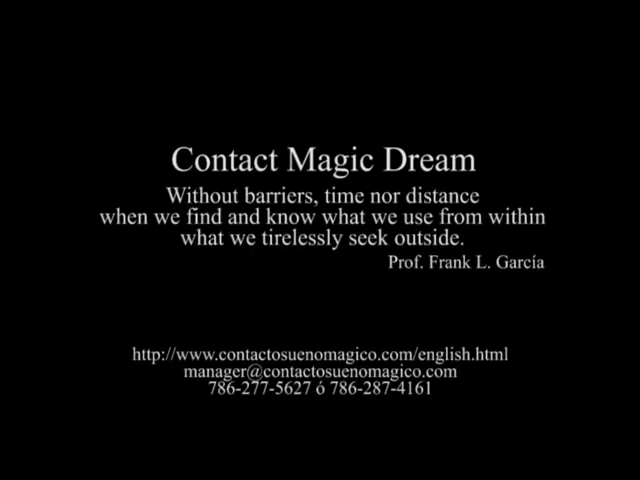 Contact Magic Dream
Without barriers, time nor distance
when we find and know what we use from within
what we tirelessly seek outside.
Prof. Frank L. García
http://www.contactosuenomagico.com/english.html
manager@contactosuenomagico.com
786-277-5627 ó 786-287-4161